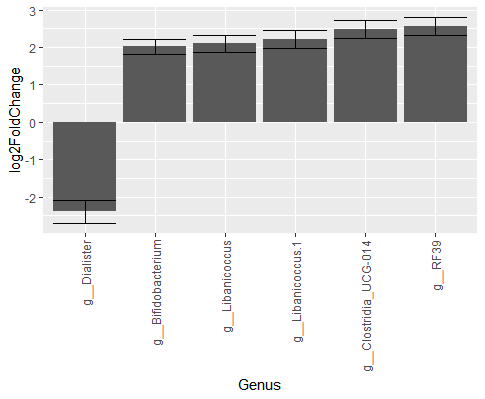 3
2
1
0
-1
-2
log2FoldChange
g__Dialister
g__Bifidobacterium
g__Libanicoccus
g__Libanicoccus.1
g__Clostridia_UCG-014
g__RF39
Genus